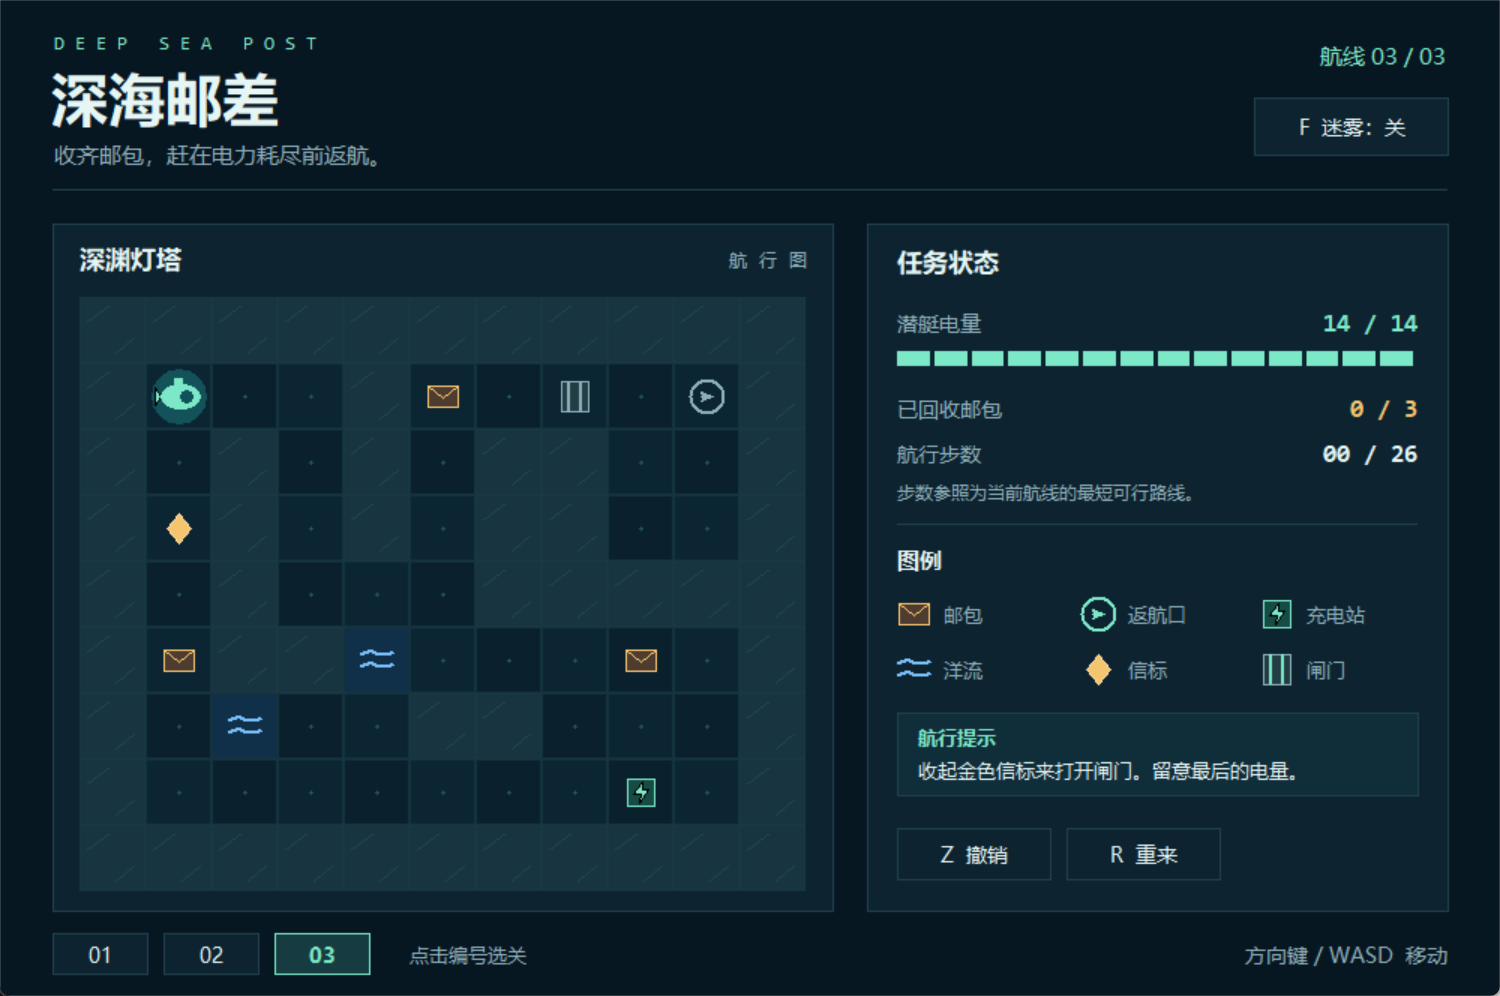 DEEP SEA POST
深海邮差
收齐邮包，赶在电力耗尽前返航。
航线 03 / 03
F 迷雾：关
深渊灯塔
航行图
任务状态
潜艇电量 14 / 14
已回收邮包 0 / 3
航行步数 00 / 26
步数参照为当前航线的最短可行路线。
图例
邮包 返航口 充电站
洋流 信标 闸门
航行提示
收起金色信标来打开闸门。留意最后的电量。
Z 撤销 R 重来
01 02 03 点击编号选关
方向键 / WASD 移动